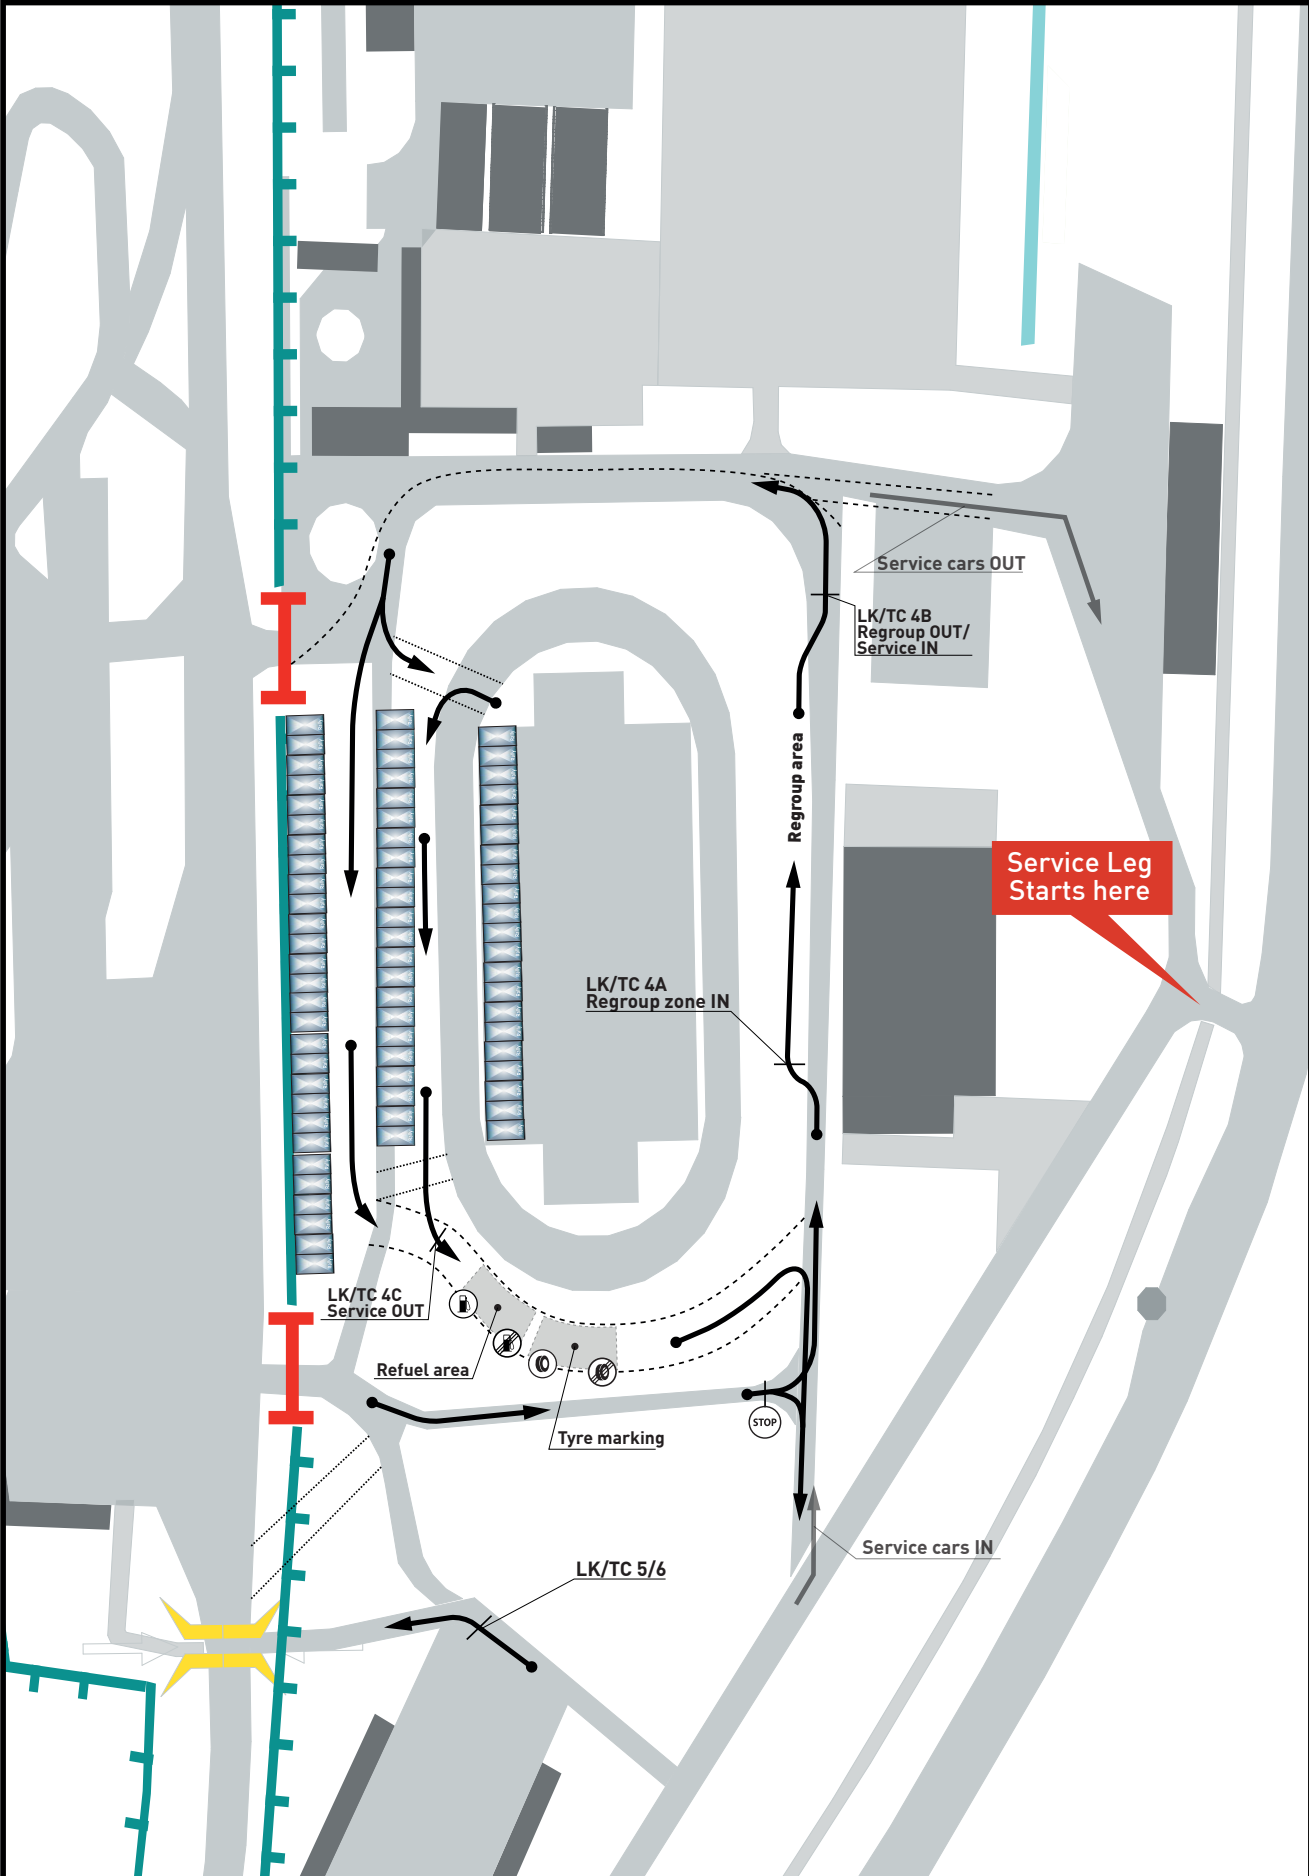 Service cars OUT
LK/TC 4B
Regroup OUT/
Service IN
Regroup area
Service Leg
Starts here
LK/TC 4A
Regroup zone IN
LK/TC 4C
Service OUT
Refuel area
Tyre marking
STOP
Service cars IN
LK/TC 5/6